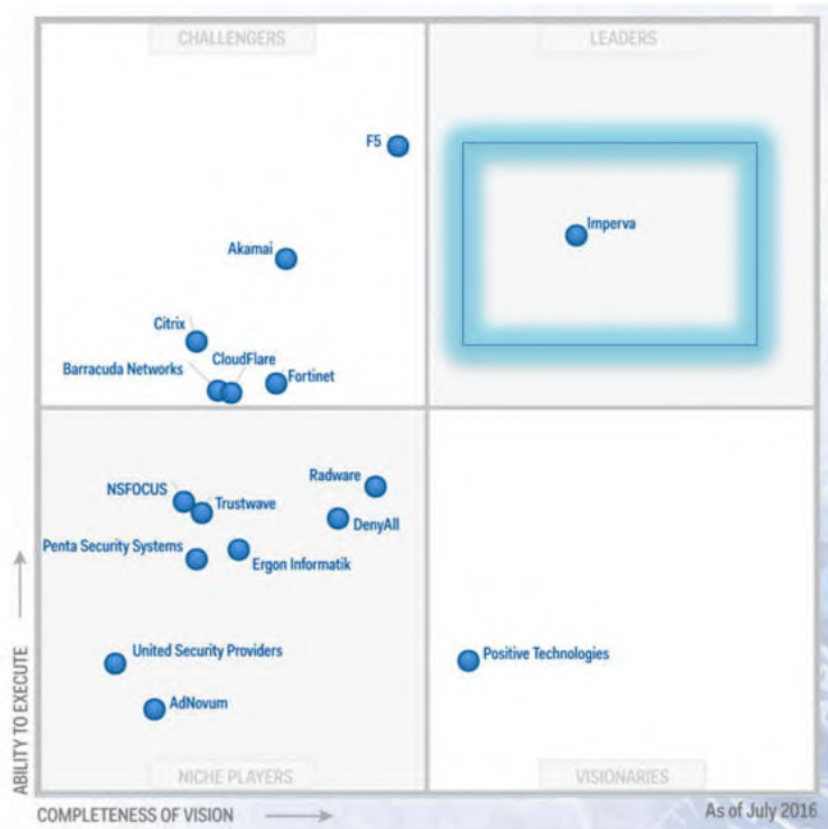 CHALLENGERS
LEADERS
F5
Imperva
Akamai
Citrix
CloudFlare
Barracuda Networks
Fortinet
Radware
NSFOCUS
Trustwave
DenyAll
Penta Security Systems
Ergon Informatik
United Security Providers
Positive Technologies
AdNovum
ABILITY TO EXECUTE
NICHE PLAYERS
VISIONARIES
COMPLETENESS OF VISION
As of July 2016